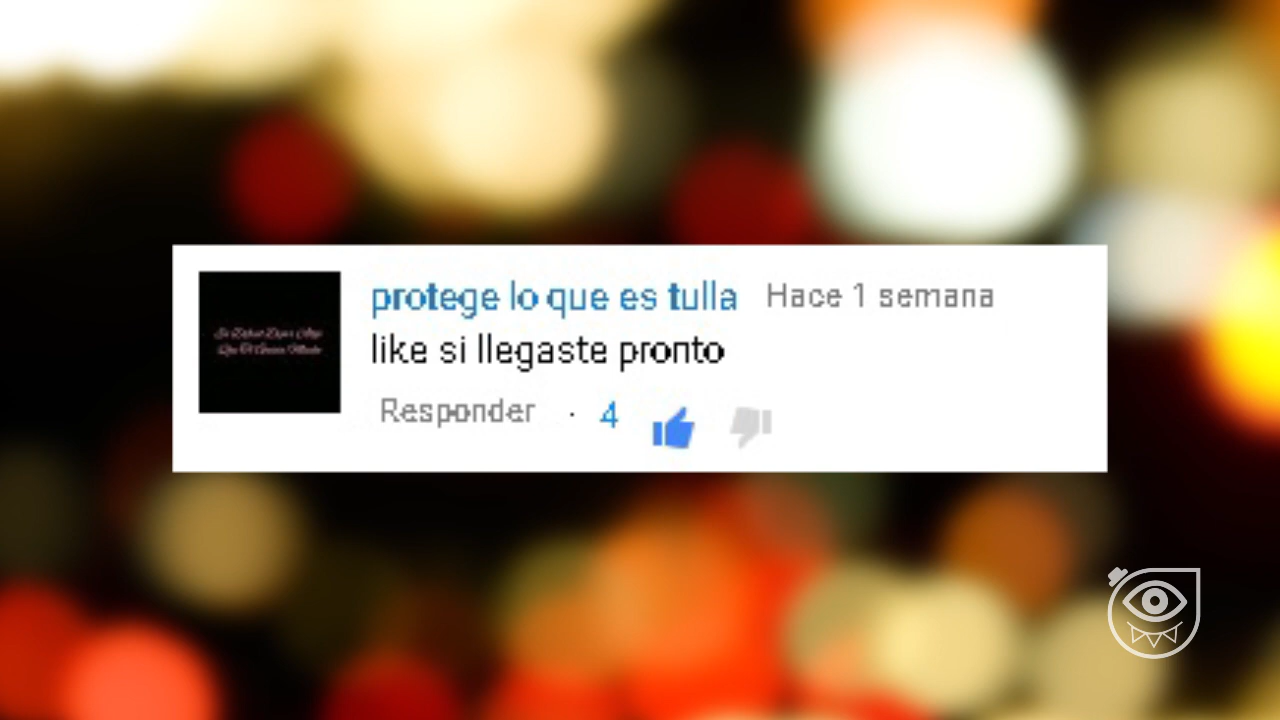 protege lo que es tulla Hace 1 semana
like si llegaste pronto
Responder · 4